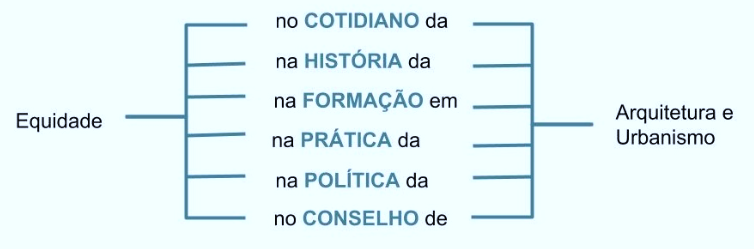 Equidade
no COTIDIANO da
na HISTÓRIA da
na FORMAÇÃO em
na PRÁTICA da
na POLÍTICA da
no CONSELHO de
Arquitetura e
Urbanismo